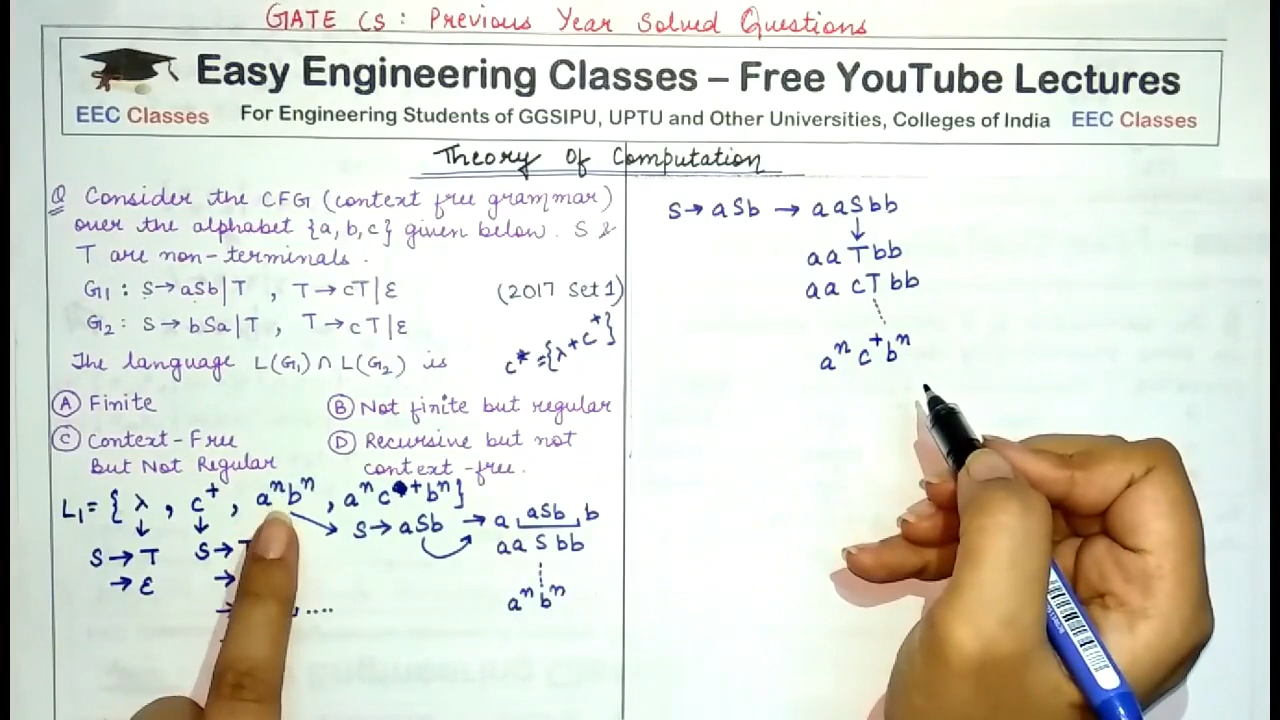 GATE CS: Previous Year Solved Questions
Easy Engineering Classes – Free YouTube Lectures
EEC Classes For Engineering Students of GGSIPU, UPTU and Other Universities, Colleges of India EEC Classes
Theory Of Computation
Q Consider the CFG (context free grammar)
over the alphabet {a, b, c} given below. S &
T are non-terminals.
G₁ : S→aSb|T , T→cT|ε (2017 Set 1)
G₂ : S→bSa|T , T→cT|ε
The language L(G₁) ∩ L(G₂) is
c* = {λ + c⁺}
(A) Finite (B) Not finite but regular
(C) Context-Free (D) Recursive but not
But Not Regular context-free.
L₁ = { λ , c⁺ , aⁿbⁿ , aⁿ c⁺ bⁿ }
S → aSb → a aSb b
aa S bb
aⁿ bⁿ
S → T
→ ε
S →
→
, ....
S → aSb → aaSbb
aa T bb
aa cT bb
aⁿ c⁺ bⁿ